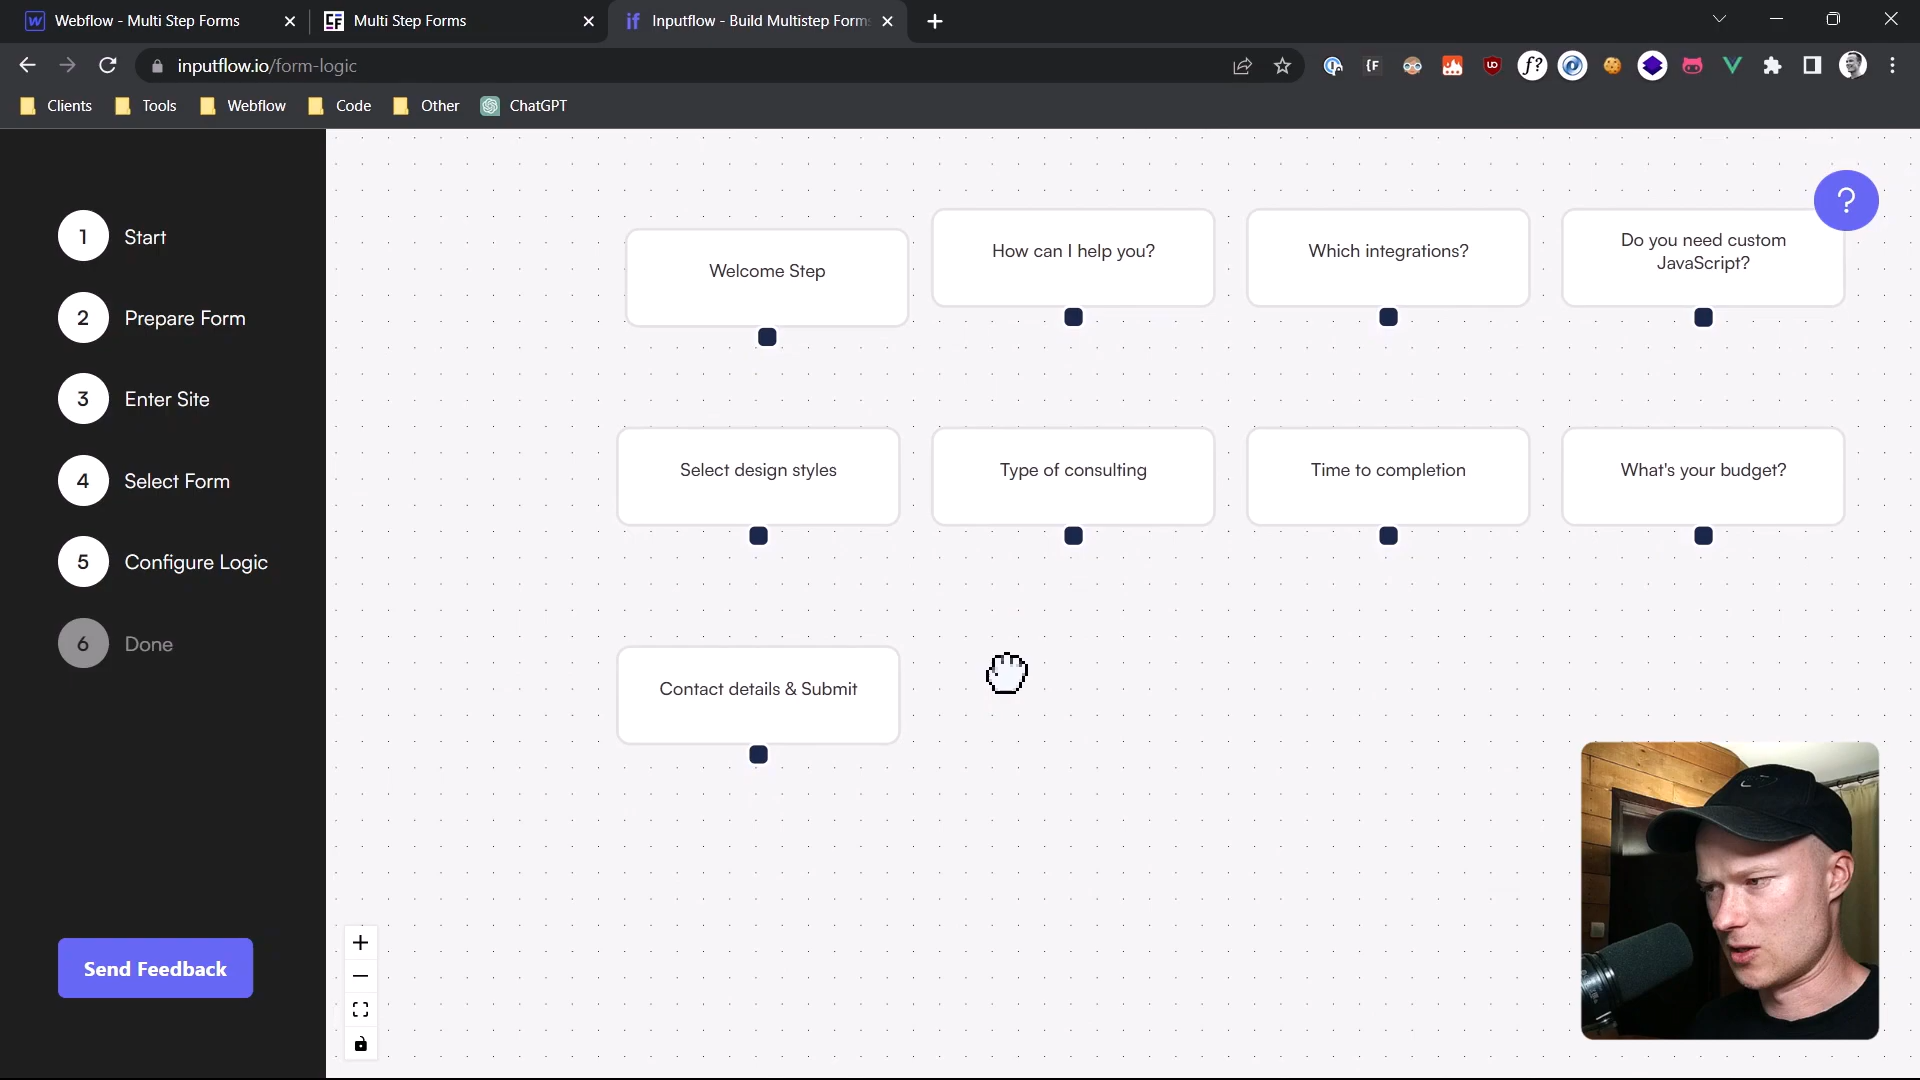 Webflow - Multi Step Forms
Multi Step Forms
if Inputflow - Build Multistep Forms
inputflow.io/form-logic
Clients
Tools
Webflow
Code
Other
ChatGPT
1 Start
2 Prepare Form
3 Enter Site
4 Select Form
5 Configure Logic
6 Done
Send Feedback
?
Welcome Step
How can I help you?
Which integrations?
Do you need custom
JavaScript?
Select design styles
Type of consulting
Time to completion
What's your budget?
Contact details & Submit